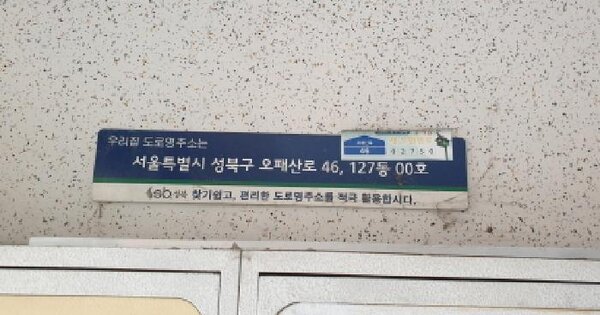 우리집 도로명주소는
46
02750
서울특별시 성북구 오패산로 46, 127동 00호
찾기쉽고, 편리한 도로명주소를 적극 활용합시다.